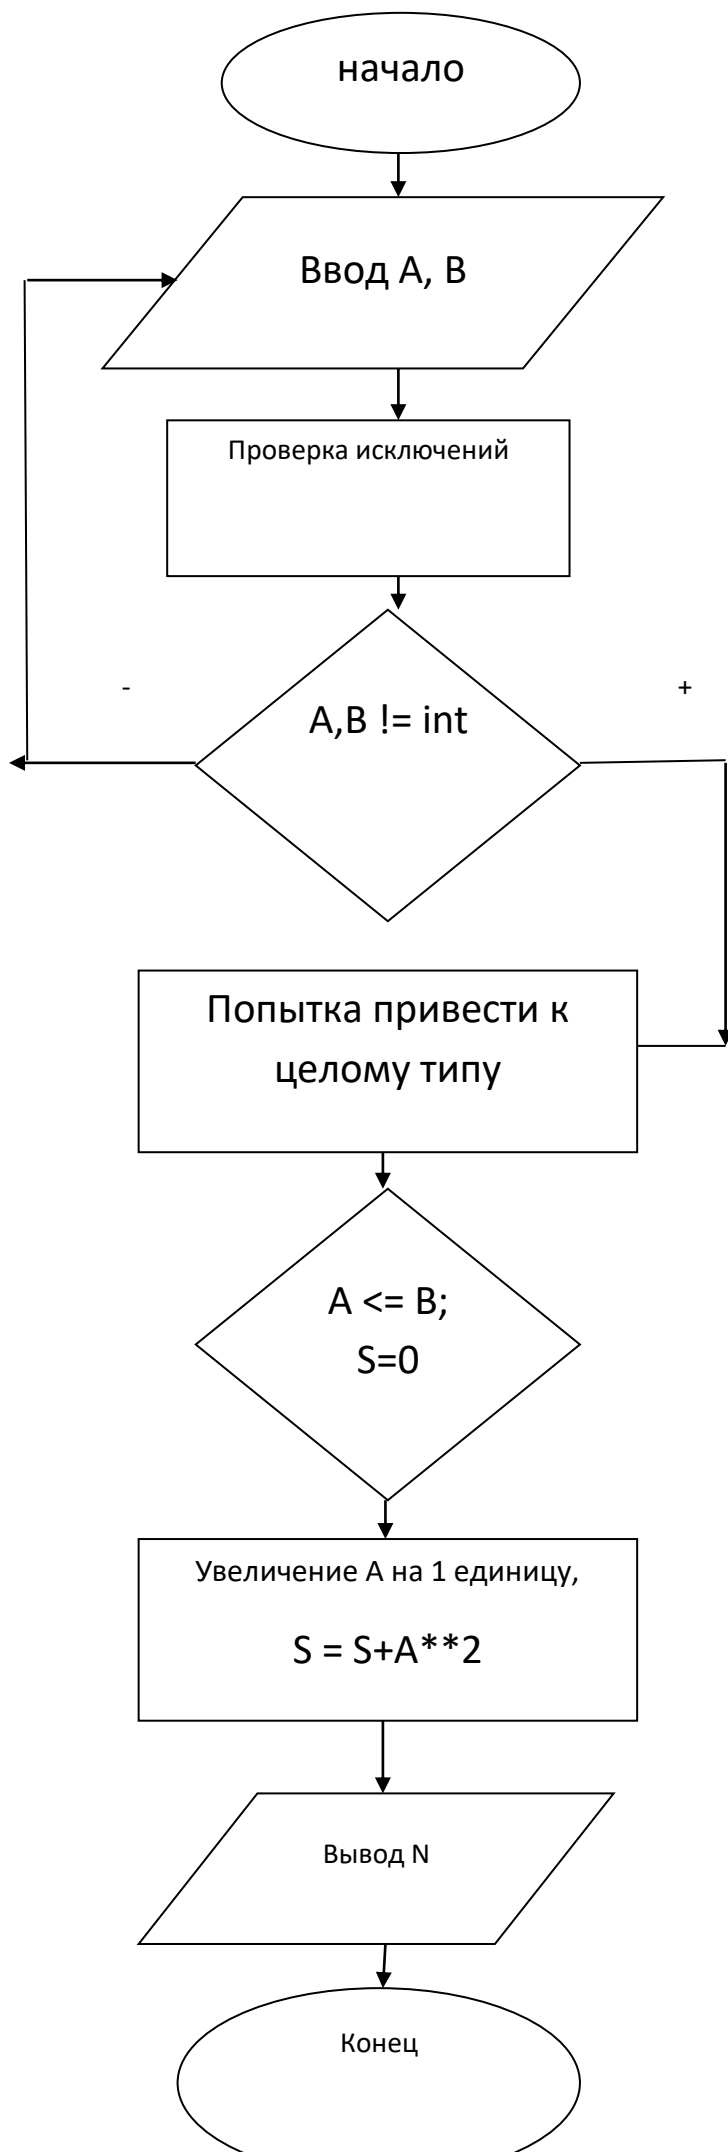 начало
Ввод A, B
Проверка исключений
-
+
A,B != int
Попытка привести к
целому типу
A <= B;
S=0
Увеличение A на 1 единицу,
S = S+A**2
Вывод N
Конец